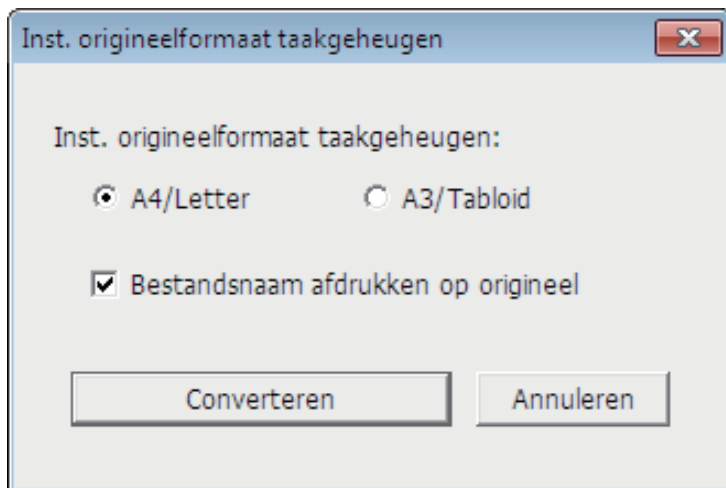 Inst. origineelformaat taakgeheugen
Inst. origineelformaat taakgeheugen:
A4/Letter A3/Tabloid
Bestandsnaam afdrukken op origineel
Converteren Annuleren